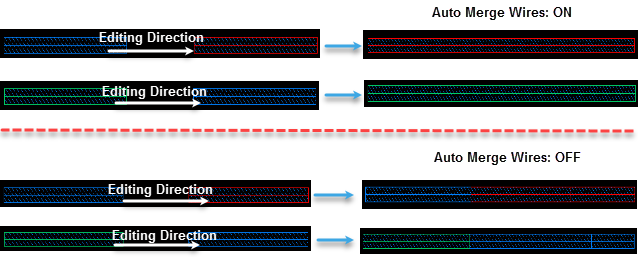 Auto Merge Wires: ON
Editing Direction
Editing Direction
Auto Merge Wires: OFF
Editing Direction
Editing Direction